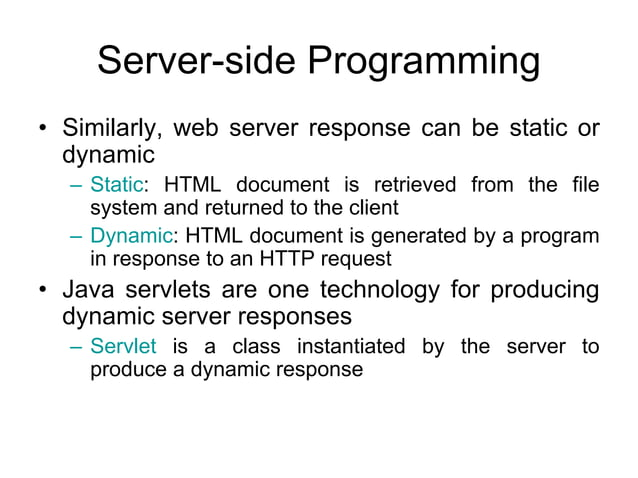 Server-side Programming
• Similarly, web server response can be static or
dynamic
– Static: HTML document is retrieved from the file
system and returned to the client
– Dynamic: HTML document is generated by a program
in response to an HTTP request
• Java servlets are one technology for producing
dynamic server responses
– Servlet is a class instantiated by the server to
produce a dynamic response